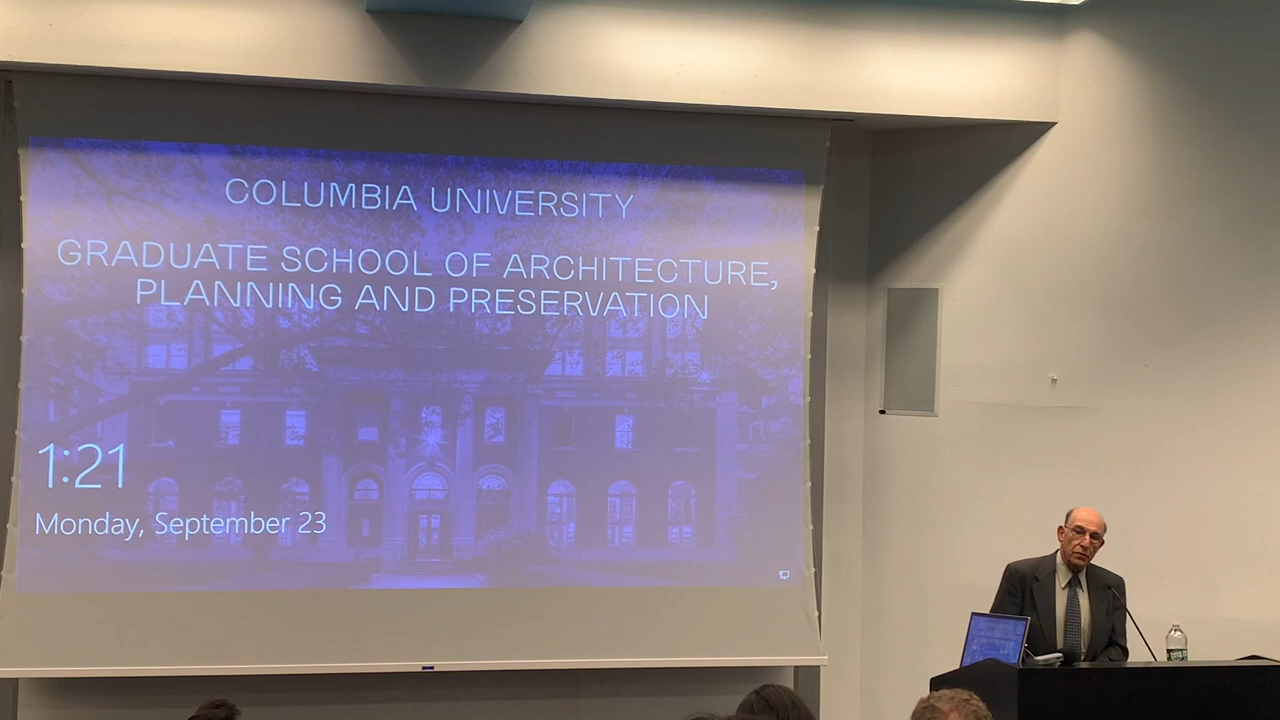 COLUMBIA UNIVERSITY
GRADUATE SCHOOL OF ARCHITECTURE,
PLANNING AND PRESERVATION
1:21
Monday, September 23